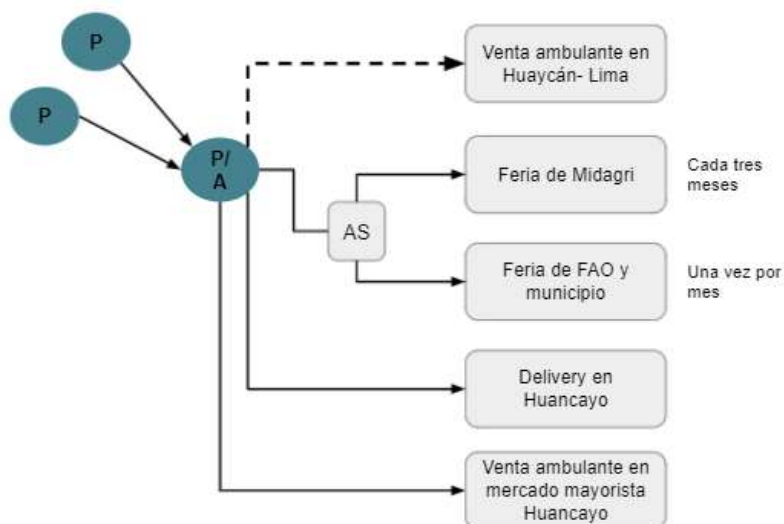 P
P
P/
A
AS
Venta ambulante en
Huaycán- Lima
Feria de Midagri
Cada tres
meses
Feria de FAO y
municipio
Una vez por
mes
Delivery en
Huancayo
Venta ambulante en
mercado mayorista
Huancayo